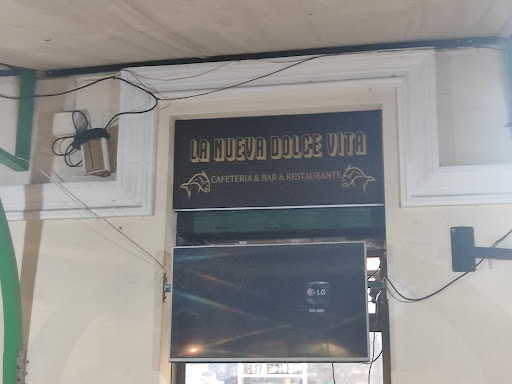 LA NUEVA DOLCE VITA
CAFETERIA & BAR & RESTAURANTE
LG